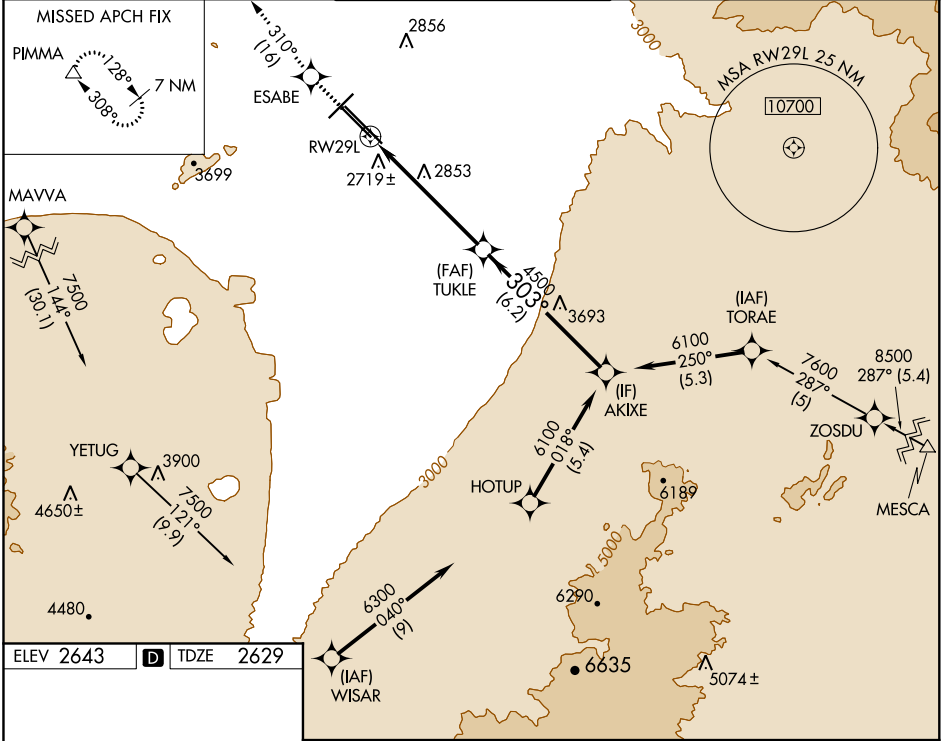 MISSED APCH FIX
PIMMA
128°
308°
7 NM
310°
(16)
ESABE
2856
3000
MSA RW29L 25 NM
10700
RW29L
2719±
2853
3699
MAVVA
7500
144°
(30.1)
(FAF)
TUKLE
4500
303°
(6.2)
3693
(IAF)
TORAE
6100
250°
(5.3)
(IF)
AKIXE
7600
287°
(5)
8500
287° (5.4)
ZOSDU
MESCA
6100
018°
(5.4)
HOTUP
YETUG
3900
7500
121°
(9.9)
4650±
3000
6189
5000
4480
6300
040°
(9)
6290
ELEV 2643
D
TDZE 2629
(IAF)
WISAR
6635
5074±